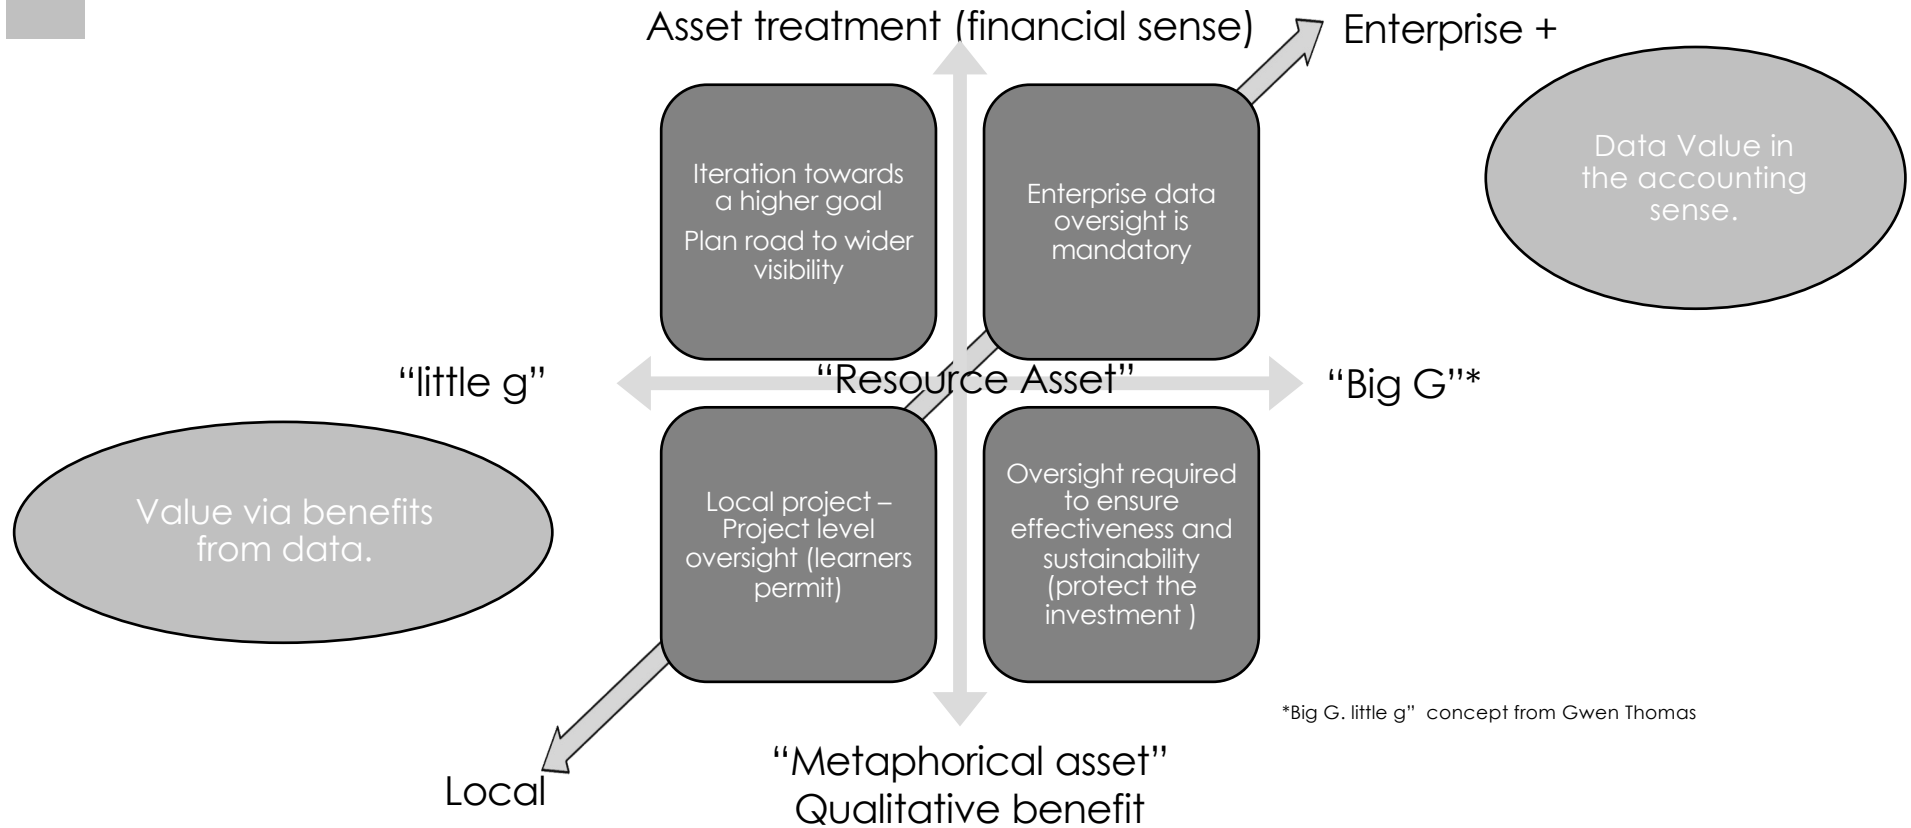 Asset treatment (financial sense)
Enterprise +
Iteration towards
a higher goal
Plan road to wider
visibility
Enterprise data
oversight is
mandatory
Data Value in
the accounting
sense.
“little g”
“Resource Asset”
“Big G”*
Value via benefits
from data.
Local project –
Project level
oversight (learners
permit)
Oversight required
to ensure
effectiveness and
sustainability
(protect the
investment )
*Big G. little g” concept from Gwen Thomas
Local
“Metaphorical asset”
Qualitative benefit